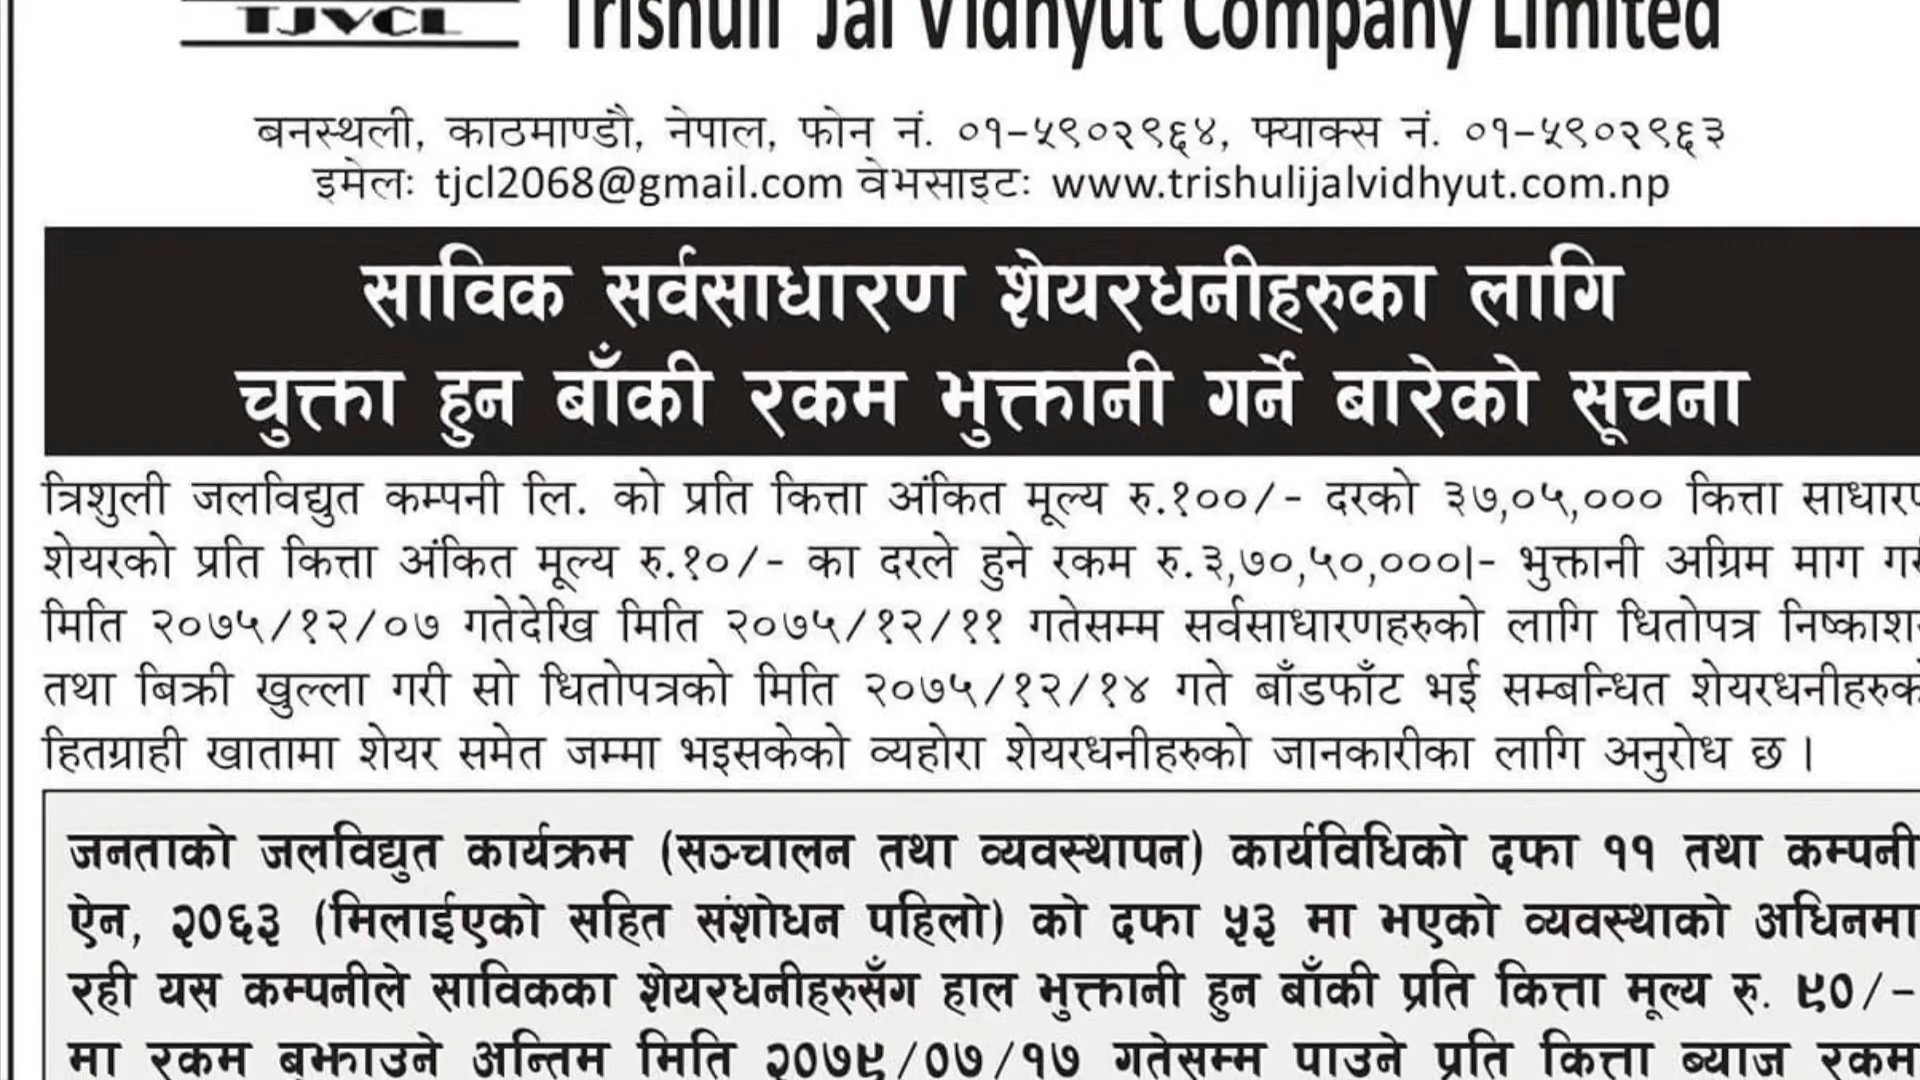 TJVCL Trishuli Jal Vidhyut Company Limited
बनस्थली, काठमाण्डौ, नेपाल, फोन नं. ०१-५९०२९६४, फ्याक्स नं. ०१-५९०२९६३
इमेलः tjcl2068@gmail.com वेभसाइटः www.trishulijalvidhyut.com.np
साविक सर्वसाधारण शेयरधनीहरुका लागि
चुक्ता हुन बाँकी रकम भुक्तानी गर्ने बारेको सूचना
त्रिशुली जलविद्युत कम्पनी लि. को प्रति कित्ता अंकित मूल्य रु.१००/- दरको ३७,०५,००० कित्ता
शेयरको प्रति कित्ता अंकित मूल्य रु.१०/- का दरले हुने रकम रु.३,७०,५०,०००।- भुक्तानी अग्रिम माग
मिति २०७५/१२/०७ गतेदेखि मिति २०७५/१२/११ गतेसम्म सर्वसाधारणहरुको लागि धितोपत्र
तथा बिक्री खुल्ला गरी सो धितोपत्रको मिति २०७५/१२/१४ गते बाँडफाँट भई सम्बन्धित
हितग्राही खातामा शेयर समेत जम्मा भइसकेको व्यहोरा शेयरधनीहरुको जानकारीका लागि अनुरोध छ ।
जनताको जलविद्युत कार्यक्रम (सञ्चालन तथा व्यवस्थापन) कार्यविधिको दफा ११ तथा कम्पनी
ऐन, २०६३ (मिलाईएको सहित संशोधन पहिलो) को दफा ५३ मा भएको व्यवस्थाको अधिनमा
रही यस कम्पनीले साविकका शेयरधनीहरुसँग हाल भुक्तानी हुन बाँकी प्रति कित्ता मूल्य रु. ९०/-
मा रकम बुझाउने अन्तिम मिति २०७९/०७/१७ गतेसम्म पाउने प्रति कित्ता ब्याज रकम